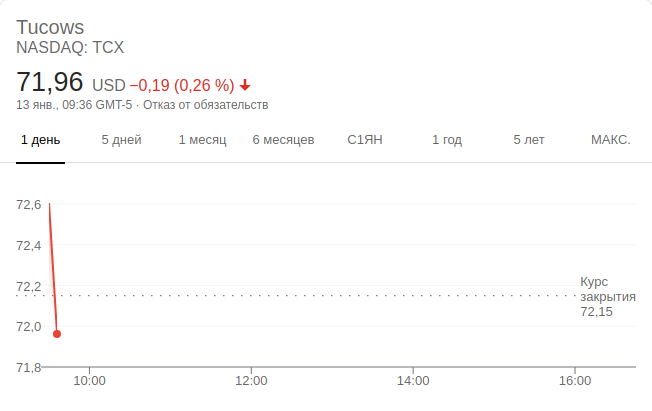 Tucows
NASDAQ: TCX
71,96 USD −0,19 (0,26 %)
13 янв., 09:36 GMT-5 · Отказ от обязательств
1 день 5 дней 1 месяц 6 месяцев С1ЯН 1 год 5 лет МАКС.
72,6
72,4
72,2
Курс
закрытия
72,15
72,0
71,8
10:00 12:00 14:00 16:00